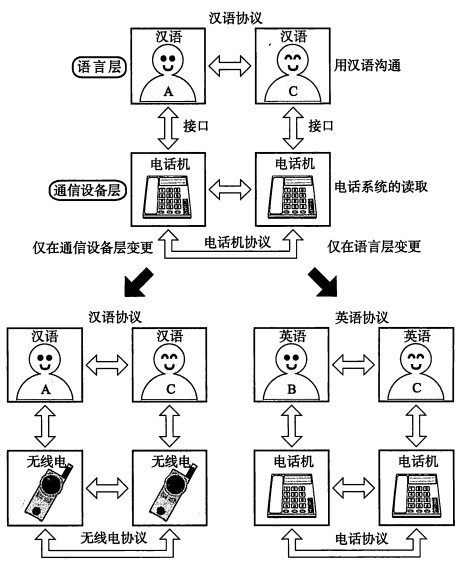 汉语协议
汉语 汉语
语言层 用汉语沟通
A C
接口 接口
电话机 电话机
通信设备层 电话系统的读取
电话机协议
仅在通信设备层变更 仅在语言层变更
汉语协议 英语协议
汉语 汉语 英语 英语
A C B C
无线电 无线电 电话机 电话机
无线电协议 电话协议